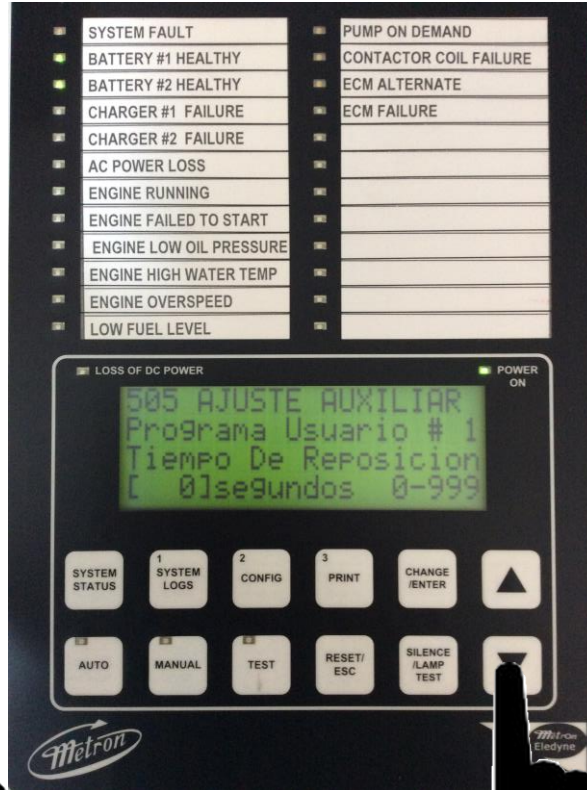 SYSTEM FAULT
BATTERY #1 HEALTHY
BATTERY #2 HEALTHY
CHARGER #1 FAILURE
CHARGER #2 FAILURE
AC POWER LOSS
ENGINE RUNNING
ENGINE FAILED TO START
ENGINE LOW OIL PRESSURE
ENGINE HIGH WATER TEMP
ENGINE OVERSPEED
LOW FUEL LEVEL
PUMP ON DEMAND
CONTACTOR COIL FAILURE
ECM ALTERNATE
ECM FAILURE
LOSS OF DC POWER
POWER
ON
505 AJUSTE AUXILIAR
Programa Usuario # 1
Tiempo De Reposicion
[ 0]segundos 0-999
SYSTEM
STATUS
1
SYSTEM
LOGS
2
CONFIG
3
PRINT
CHANGE
/ENTER
AUTO
MANUAL
TEST
RESET/
ESC
SILENCE
/LAMP
TEST
Metron
Metron
Eledyne